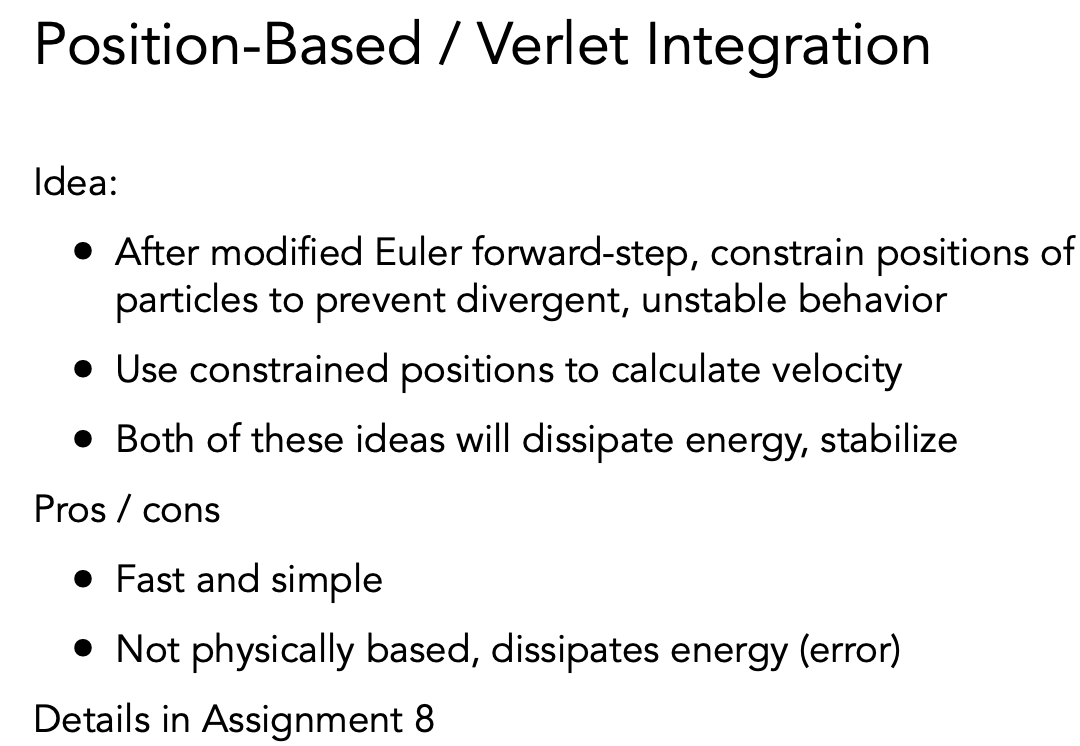 Position-Based / Verlet Integration
Idea:
• After modified Euler forward-step, constrain positions of
particles to prevent divergent, unstable behavior
• Use constrained positions to calculate velocity
• Both of these ideas will dissipate energy, stabilize
Pros / cons
• Fast and simple
• Not physically based, dissipates energy (error)
Details in Assignment 8